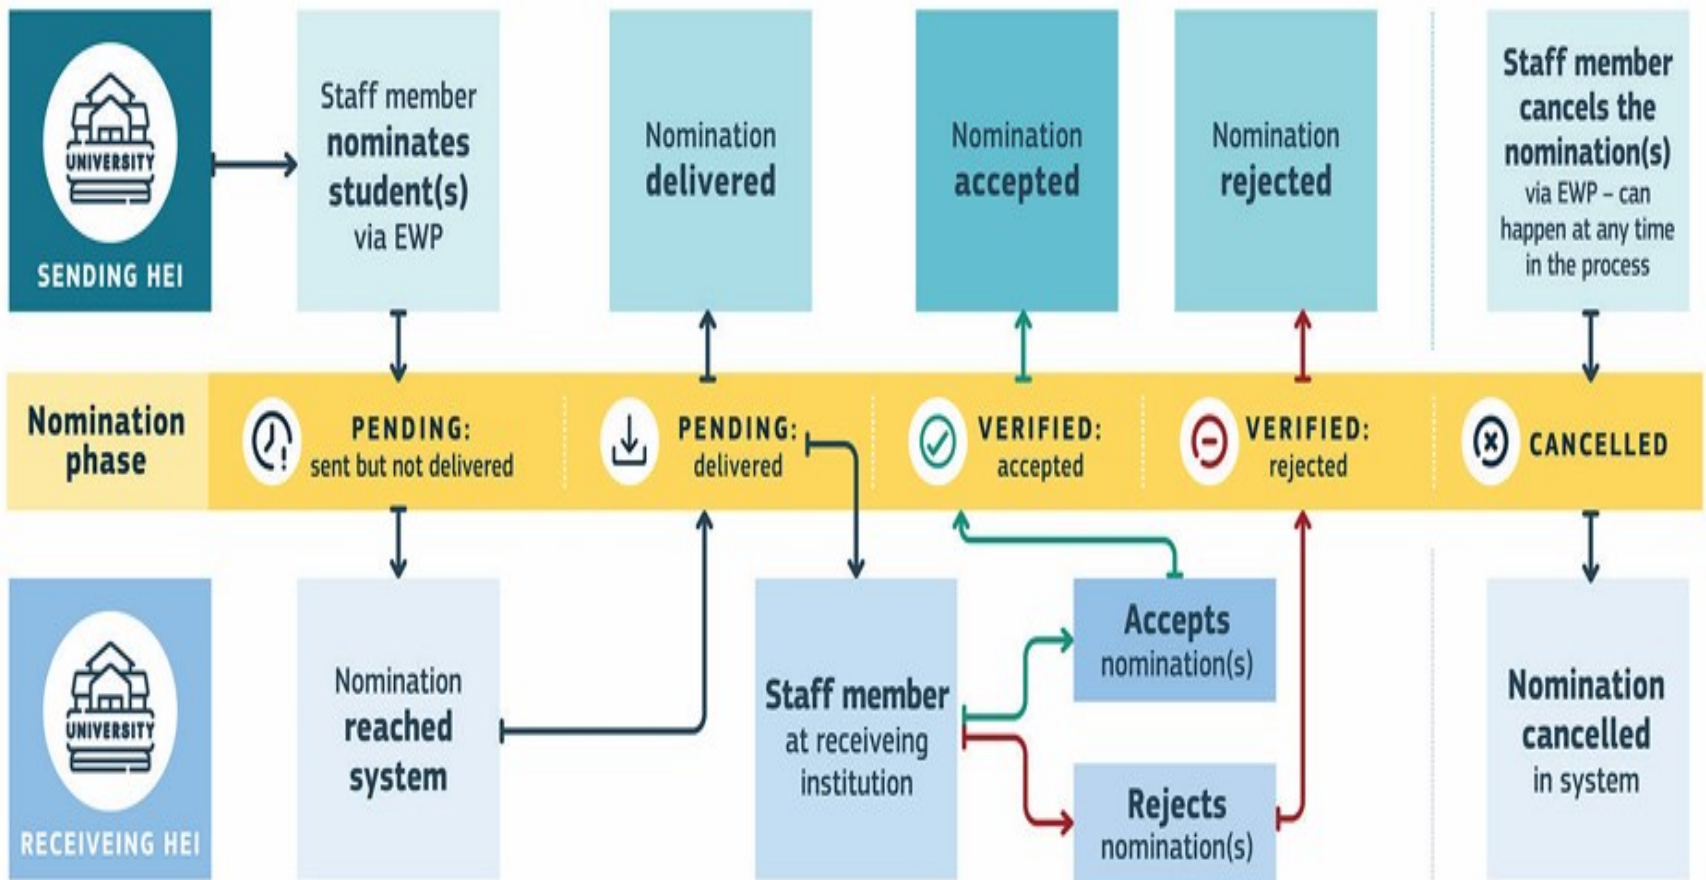 UNIVERSITY
SENDING HEI
Staff member
nominates
student(s)
via EWP
Nomination
delivered
Nomination
accepted
Nomination
rejected
Staff member
cancels the
nomination(s)
via EWP – can
happen at any time
in the process
Nomination
phase
PENDING:
sent but not delivered
PENDING:
delivered
VERIFIED:
accepted
VERIFIED:
rejected
CANCELLED
UNIVERSITY
RECEIVEING HEI
Nomination
reached
system
Staff member
at receiveing
institution
Accepts
nomination(s)
Rejects
nomination(s)
Nomination
cancelled
in system